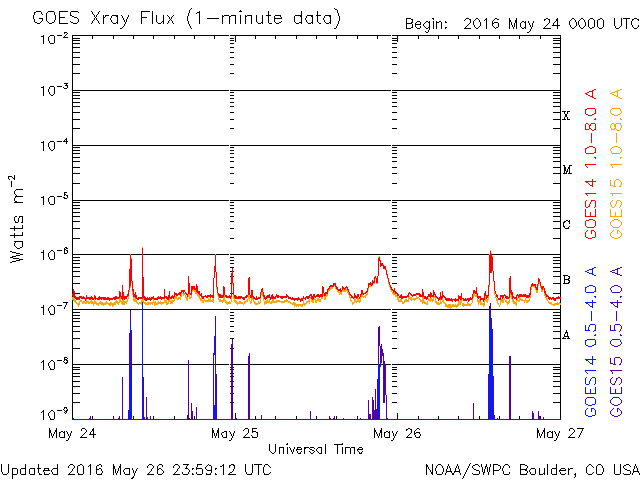 GOES Xray Flux (1-minute data)
Begin: 2016 May 24 0000 UTC
10⁻²
10⁻³
10⁻⁴
10⁻⁵
10⁻⁶
10⁻⁷
10⁻⁸
10⁻⁹
Watts m⁻²
X
M
C
B
A
GOES14 1.0-8.0 A
GOES15 1.0-8.0 A
GOES14 0.5-4.0 A
GOES15 0.5-4.0 A
May 24
May 25
May 26
May 27
Universal Time
Updated 2016 May 26 23:59:12 UTC
NOAA/SWPC Boulder, CO USA